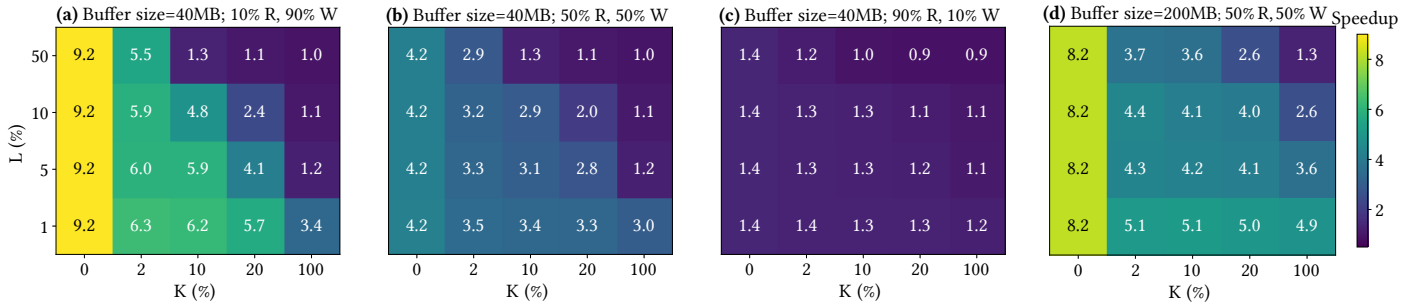 (a) Buffer size=40MB; 10% R, 90% W
(b) Buffer size=40MB; 50% R, 50% W
(c) Buffer size=40MB; 90% R, 10% W
(d) Buffer size=200MB; 50% R, 50% W
Speedup
L (%)
50 9.2 5.5 1.3 1.1 1.0
10 9.2 5.9 4.8 2.4 1.1
5 9.2 6.0 5.9 4.1 1.2
1 9.2 6.3 6.2 5.7 3.4
0 2 10 20 100
K (%)
4.2 2.9 1.3 1.1 1.0
4.2 3.2 2.9 2.0 1.1
4.2 3.3 3.1 2.8 1.2
4.2 3.5 3.4 3.3 3.0
0 2 10 20 100
K (%)
1.4 1.2 1.0 0.9 0.9
1.4 1.3 1.3 1.1 1.1
1.4 1.3 1.3 1.2 1.1
1.4 1.4 1.3 1.3 1.2
0 2 10 20 100
K (%)
8.2 3.7 3.6 2.6 1.3
8.2 4.4 4.1 4.0 2.6
8.2 4.3 4.2 4.1 3.6
8.2 5.1 5.1 5.0 4.9
0 2 10 20 100
K (%)
8
6
4
2